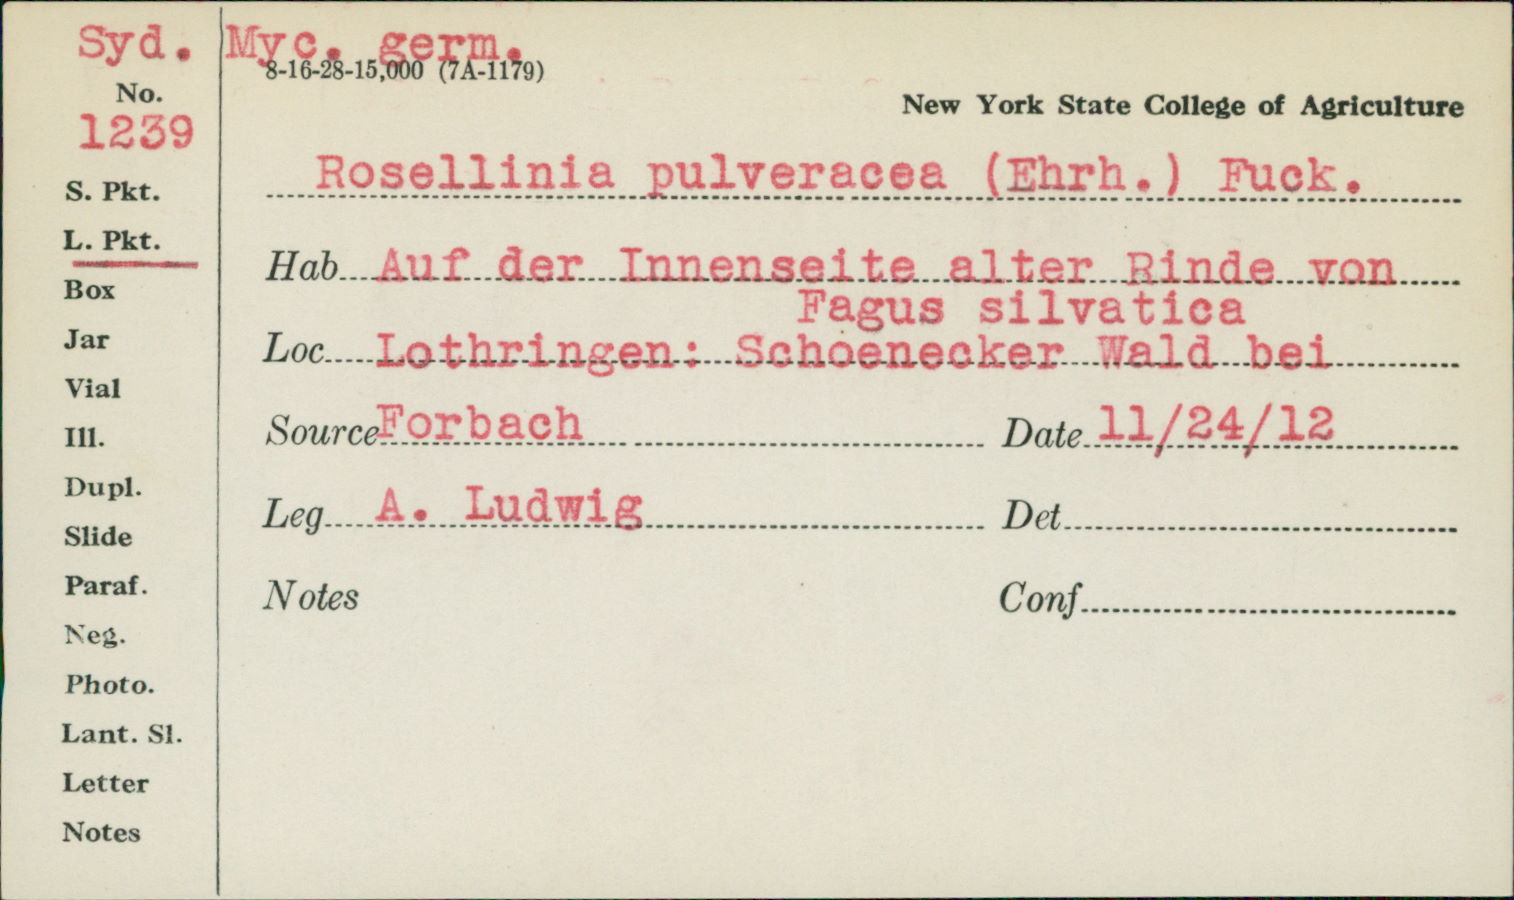 Syd. Myc. germ.
8-16-28-15,000 (7A-1179)
No.
1239
New York State College of Agriculture
S. Pkt.
Rosellinia pulveracea (Ehrh.) Fuck.
L. Pkt.
Hab Auf der Innenseite alter Rinde von
Box
Fagus silvatica
Jar
Loc Lothringen: Schoenecker Wald bei
Vial
Ill.
Source Forbach Date 11/24/12
Dupl.
Leg A. Ludwig Det
Slide
Paraf.
Notes Conf
Neg.
Photo.
Lant. Sl.
Letter
Notes